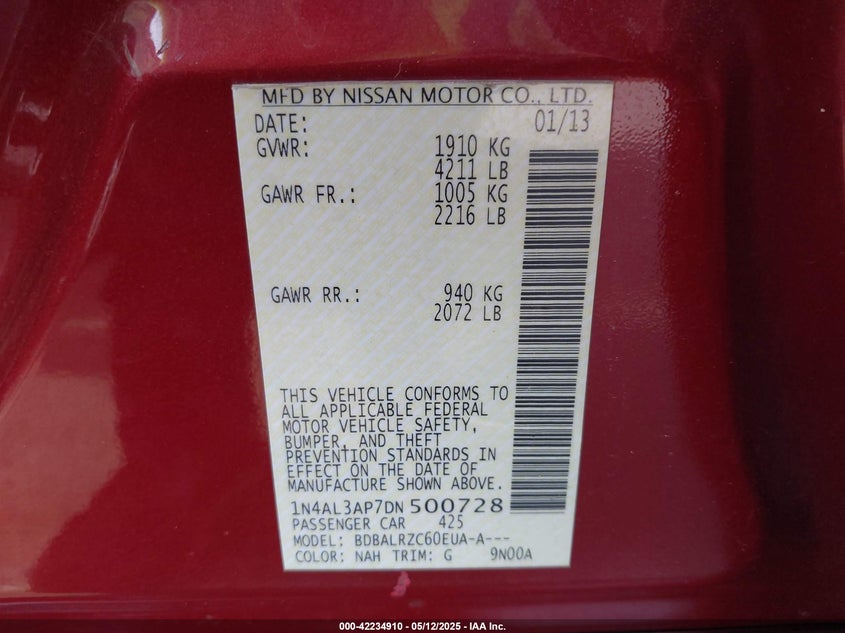 MFD BY NISSAN MOTOR CO., LTD.
DATE: 01/13
GVWR: 1910 KG
4211 LB
GAWR FR.: 1005 KG
2216 LB
GAWR RR.: 940 KG
2072 LB
THIS VEHICLE CONFORMS TO
ALL APPLICABLE FEDERAL
MOTOR VEHICLE SAFETY,
BUMPER, AND THEFT
PREVENTION STANDARDS IN
EFFECT ON THE DATE OF
MANUFACTURE SHOWN ABOVE.
1N4AL3AP7DN 500728
PASSENGER CAR 425
MODEL: BDBALRZC60EUA-A---
COLOR: NAH TRIM: G 9N00A
000-42234910 - 05/12/2025 - IAA Inc.